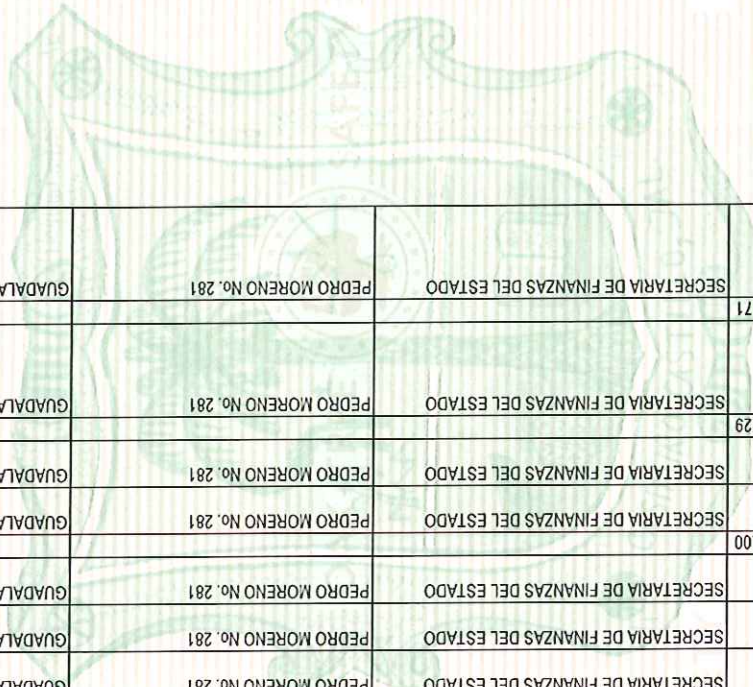 SECRETARIA DE FINANZAS DEL ESTADO PEDRO MORENO No. 281 GUADALA
SECRETARIA DE FINANZAS DEL ESTADO PEDRO MORENO No. 281 GUADALA
SECRETARIA DE FINANZAS DEL ESTADO PEDRO MORENO No. 281 GUADALA
00
SECRETARIA DE FINANZAS DEL ESTADO PEDRO MORENO No. 281 GUADALA
SECRETARIA DE FINANZAS DEL ESTADO PEDRO MORENO No. 281 GUADALA
29
SECRETARIA DE FINANZAS DEL ESTADO PEDRO MORENO No. 281 GUADALA
71
SECRETARIA DE FINANZAS DEL ESTADO PEDRO MORENO No. 281 GUADALA